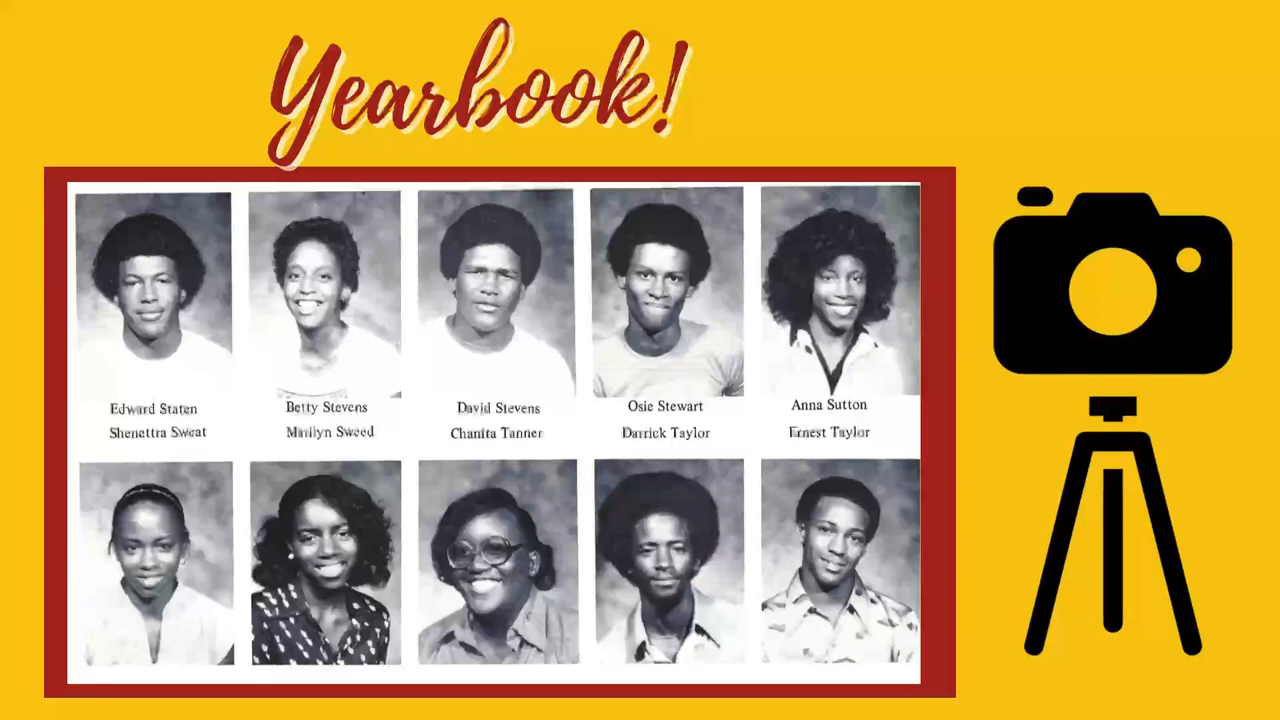 Yearbook!
Edward Staten Betty Stevens David Stevens Osie Stewart Anna Sutton
Shenettra Sweat Marilyn Sweed Chanita Tanner Darrick Taylor Ernest Taylor